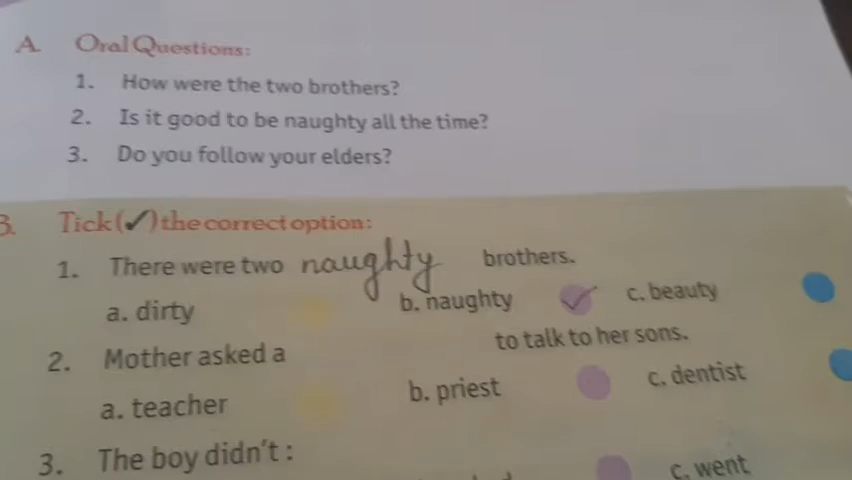 A. Oral Questions:
1. How were the two brothers?
2. Is it good to be naughty all the time?
3. Do you follow your elders?
B. Tick (✓) the correct option:
1. There were two naughty brothers.
a. dirty b. naughty ✓ c. beauty
2. Mother asked a to talk to her sons.
a. teacher b. priest c. dentist
3. The boy didn't :
c. went